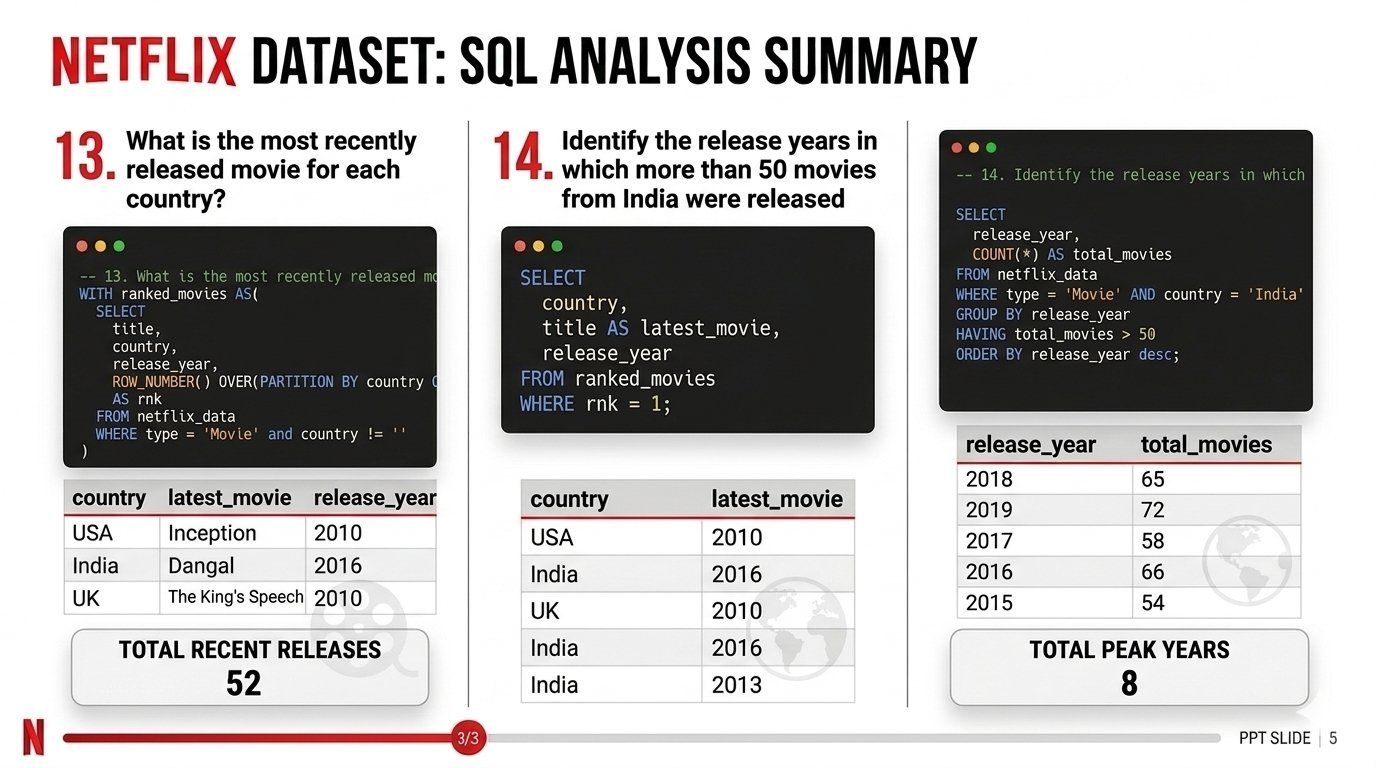 NETFLIX DATASET: SQL ANALYSIS SUMMARY
13.
What is the most recently
released movie for each
country?
-- 13. What is the most recently released mo
WITH ranked_movies AS(
SELECT
title,
country,
release_year,
ROW_NUMBER() OVER(PARTITION BY country O
AS rnk
FROM netflix_data
WHERE type = 'Movie' and country != ''
)
country latest_movie release_year
USA Inception 2010
India Dangal 2016
UK The King's Speech 2010
TOTAL RECENT RELEASES
52
14.
Identify the release years in
which more than 50 movies
from India were released
SELECT
country,
title AS latest_movie,
release_year
FROM ranked_movies
WHERE rnk = 1;
country latest_movie
USA 2010
India 2016
UK 2010
India 2016
India 2013
-- 14. Identify the release years in which
SELECT
release_year,
COUNT(*) AS total_movies
FROM netflix_data
WHERE type = 'Movie' AND country = 'India'
GROUP BY release_year
HAVING total_movies > 50
ORDER BY release_year desc;
release_year total_movies
2018 65
2019 72
2017 58
2016 66
2015 54
TOTAL PEAK YEARS
8
N
3/3
PPT SLIDE | 5